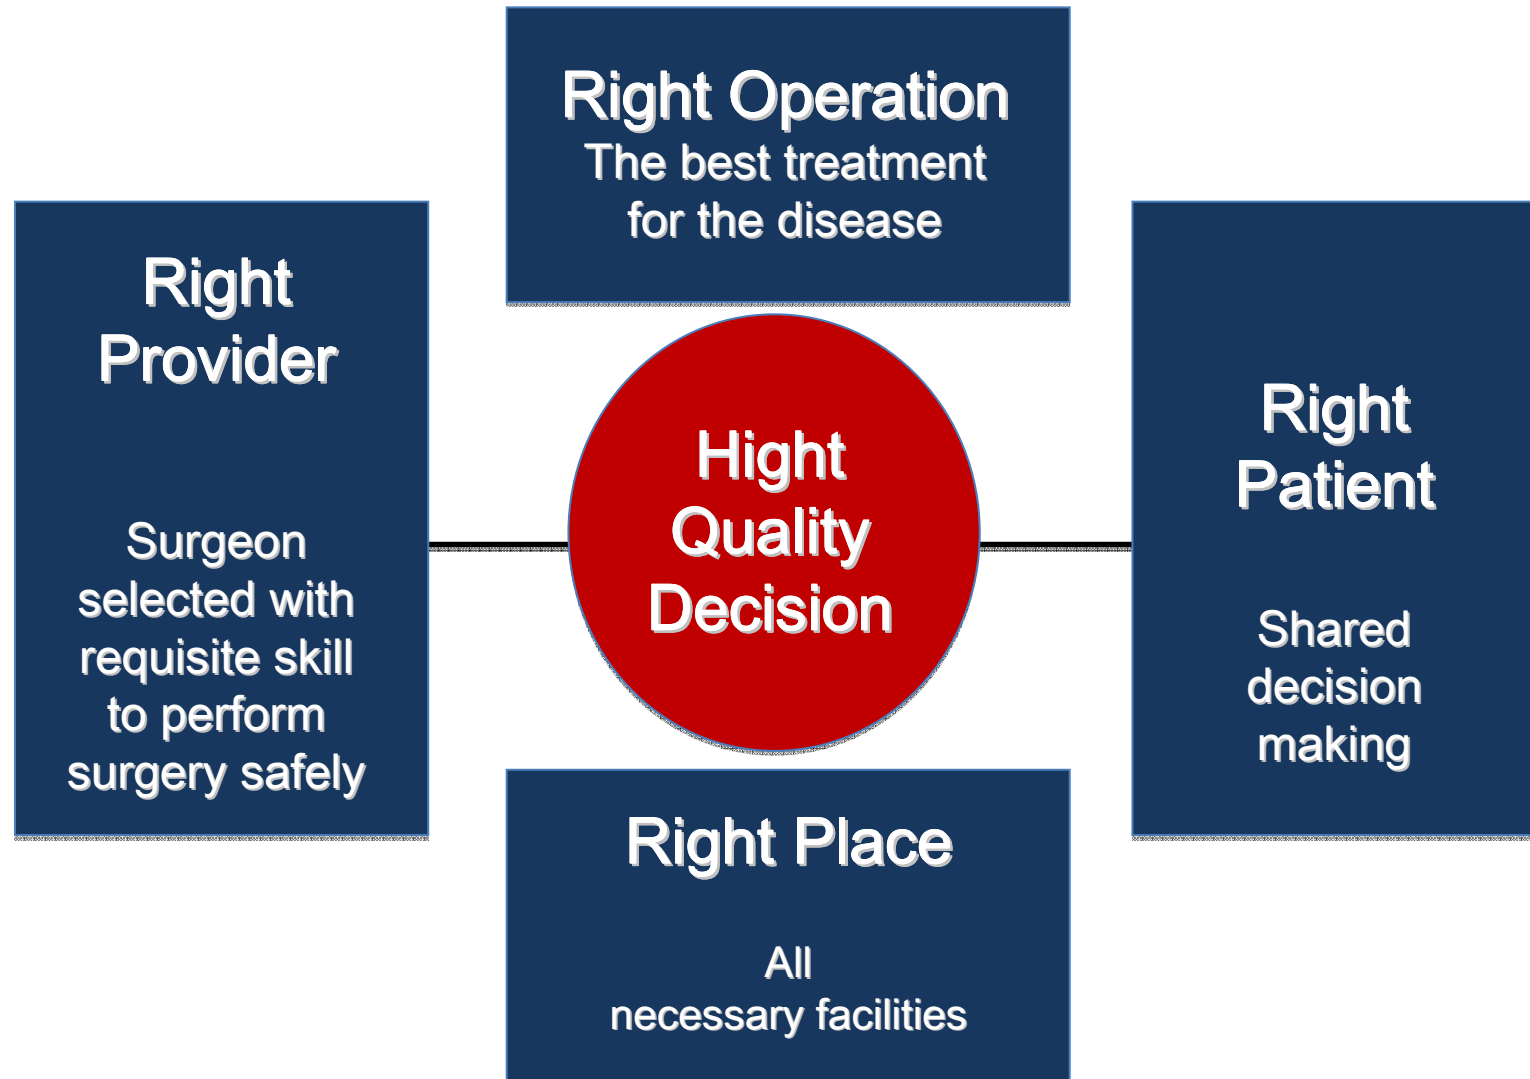 Right Operation
The best treatment
for the disease
Right
Provider
Surgeon
selected with
requisite skill
to perform
surgery safely
Hight
Quality
Decision
Right
Patient
Shared
decision
making
Right Place
All
necessary facilities